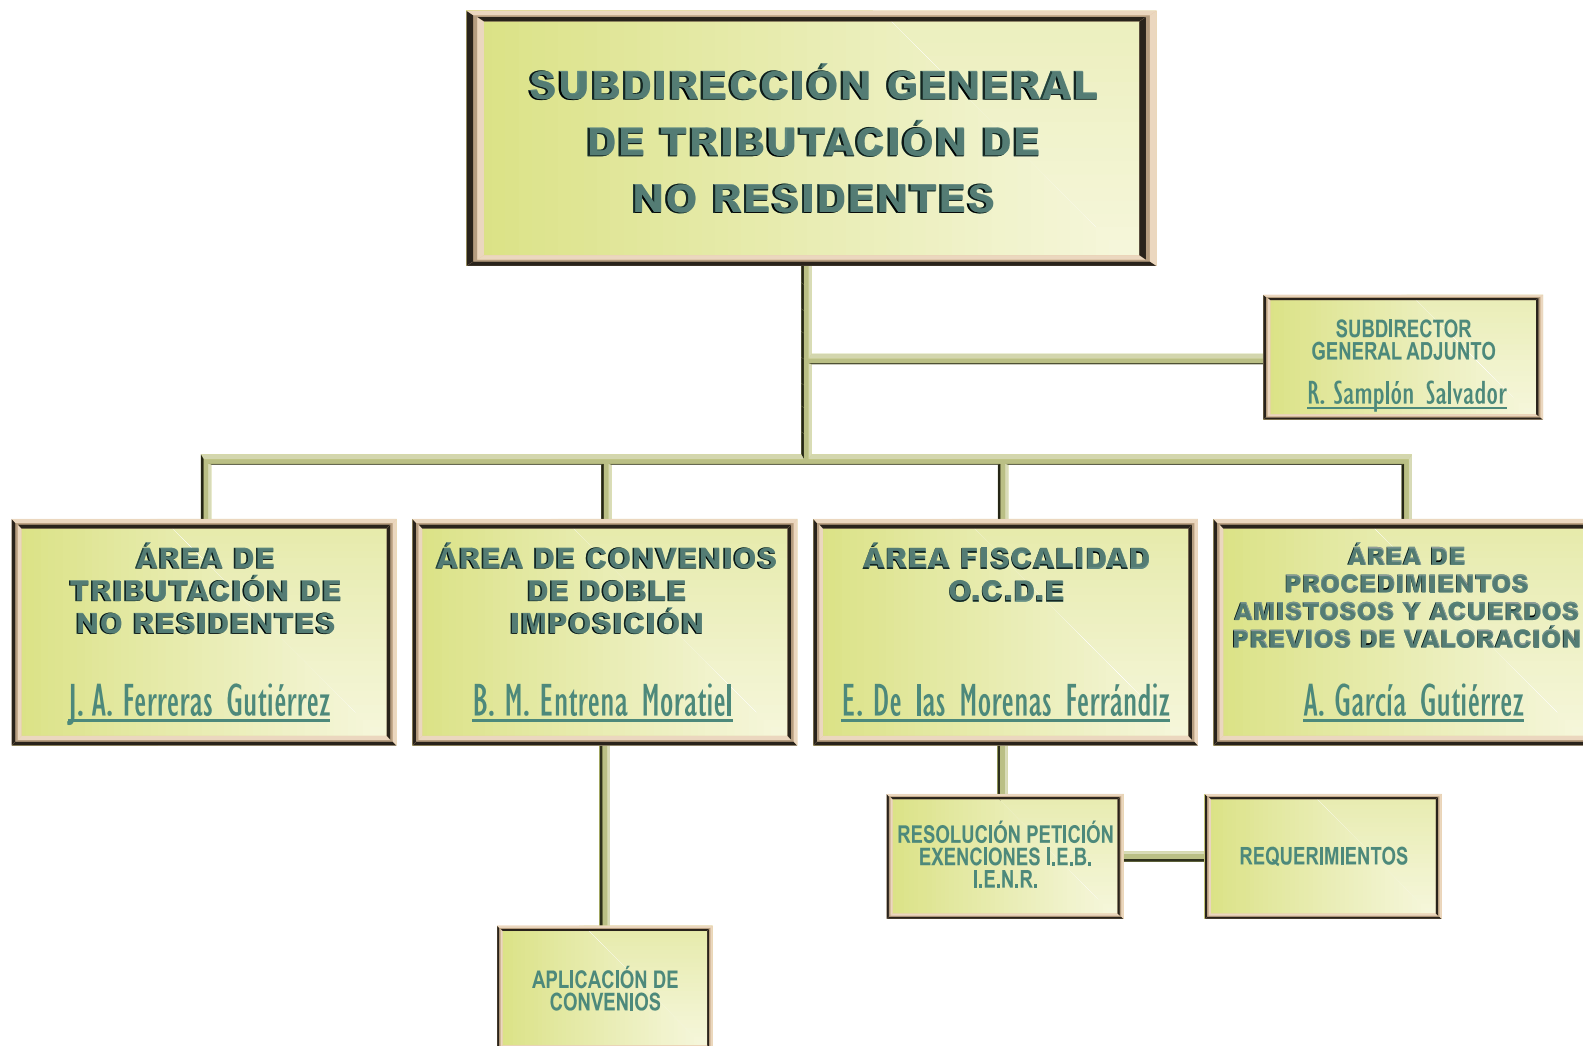 SUBDIRECCIÓN GENERAL
DE TRIBUTACIÓN DE
NO RESIDENTES
SUBDIRECTOR
GENERAL ADJUNTO
R. Samplón Salvador
ÁREA DE
TRIBUTACIÓN DE
NO RESIDENTES
J. A. Ferreras Gutiérrez
ÁREA DE CONVENIOS
DE DOBLE
IMPOSICIÓN
B. M. Entrena Moratiel
ÁREA FISCALIDAD
O.C.D.E
E. De las Morenas Ferrándiz
ÁREA DE
PROCEDIMIENTOS
AMISTOSOS Y ACUERDOS
PREVIOS DE VALORACIÓN
A. García Gutiérrez
RESOLUCIÓN PETICIÓN
EXENCIONES I.E.B.
I.E.N.R.
REQUERIMIENTOS
APLICACIÓN DE
CONVENIOS